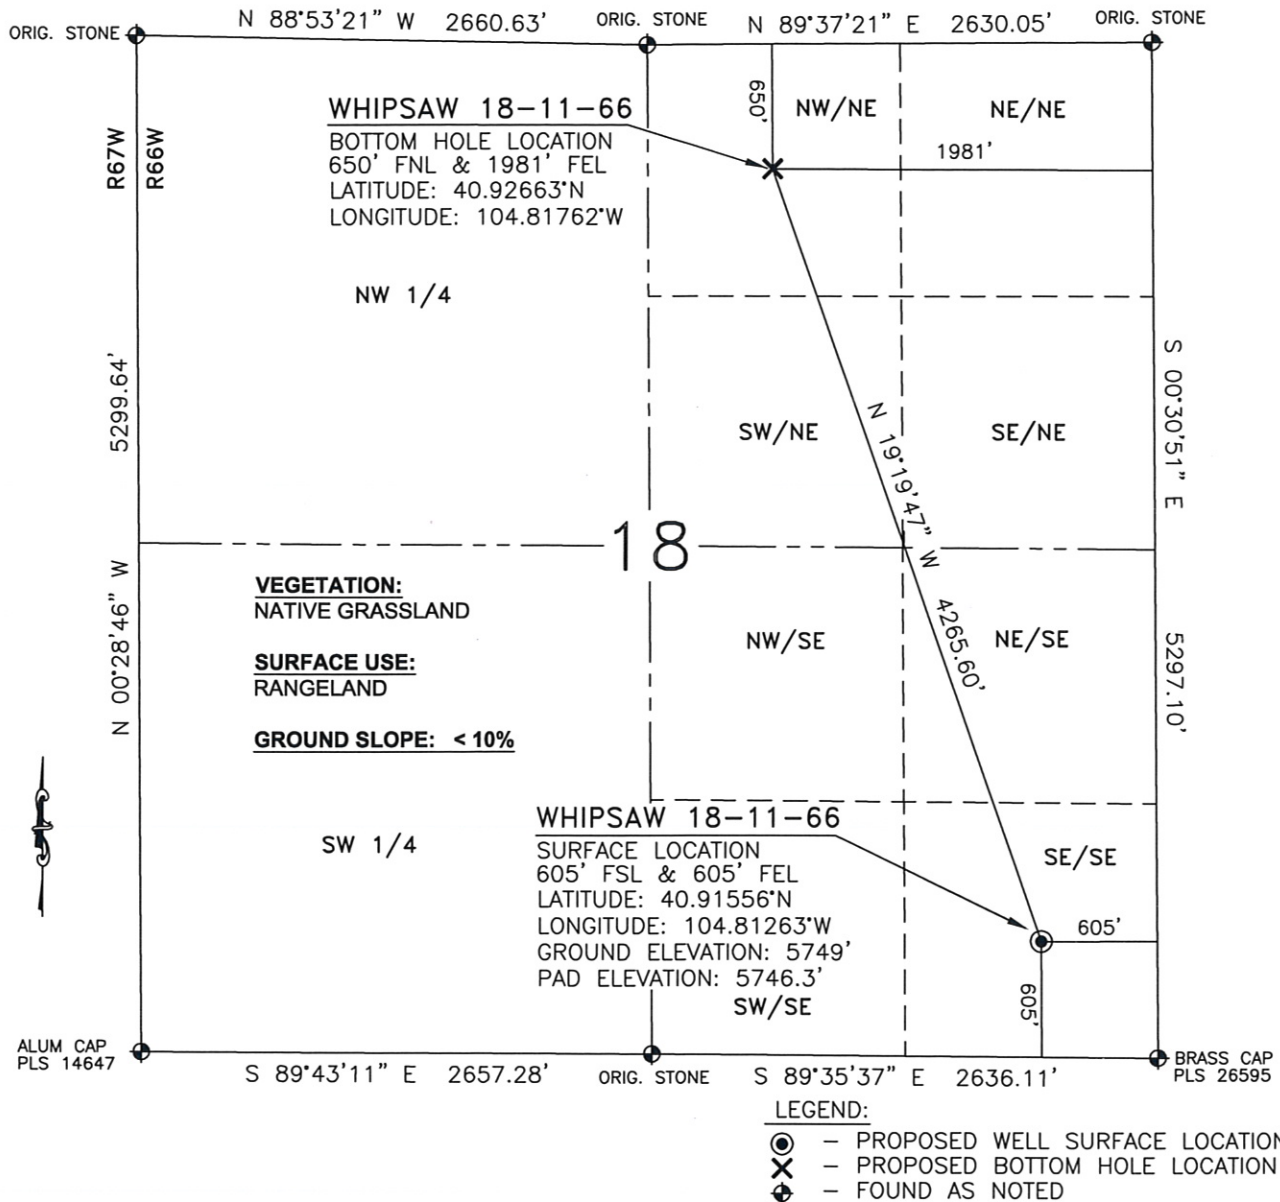 N 88°53'21" W 2660.63'
ORIG. STONE
N 89°37'21" E 2630.05'
ORIG. STONE
ORIG. STONE
WHIPSAW 18-11-66
BOTTOM HOLE LOCATION
650' FNL & 1981' FEL
LATITUDE: 40.92663°N
LONGITUDE: 104.81762°W
650'
NW/NE
NE/NE
1981'
R67W
R66W
NW 1/4
5299.64'
N 00°28'46" W
SW/NE
SE/NE
S 00°30'51" E
5297.10'
N 19°19'47" W 4265.60'
18
VEGETATION:
NATIVE GRASSLAND
SURFACE USE:
RANGELAND
GROUND SLOPE: < 10%
NW/SE
NE/SE
SW 1/4
WHIPSAW 18-11-66
SURFACE LOCATION
605' FSL & 605' FEL
LATITUDE: 40.91556°N
LONGITUDE: 104.81263°W
GROUND ELEVATION: 5749'
PAD ELEVATION: 5746.3'
SE/SE
605'
605'
SW/SE
ALUM CAP
PLS 14647
S 89°43'11" E 2657.28'
ORIG. STONE
S 89°35'37" E 2636.11'
BRASS CAP
PLS 26595
LEGEND:
– PROPOSED WELL SURFACE LOCATION
– PROPOSED BOTTOM HOLE LOCATION
– FOUND AS NOTED